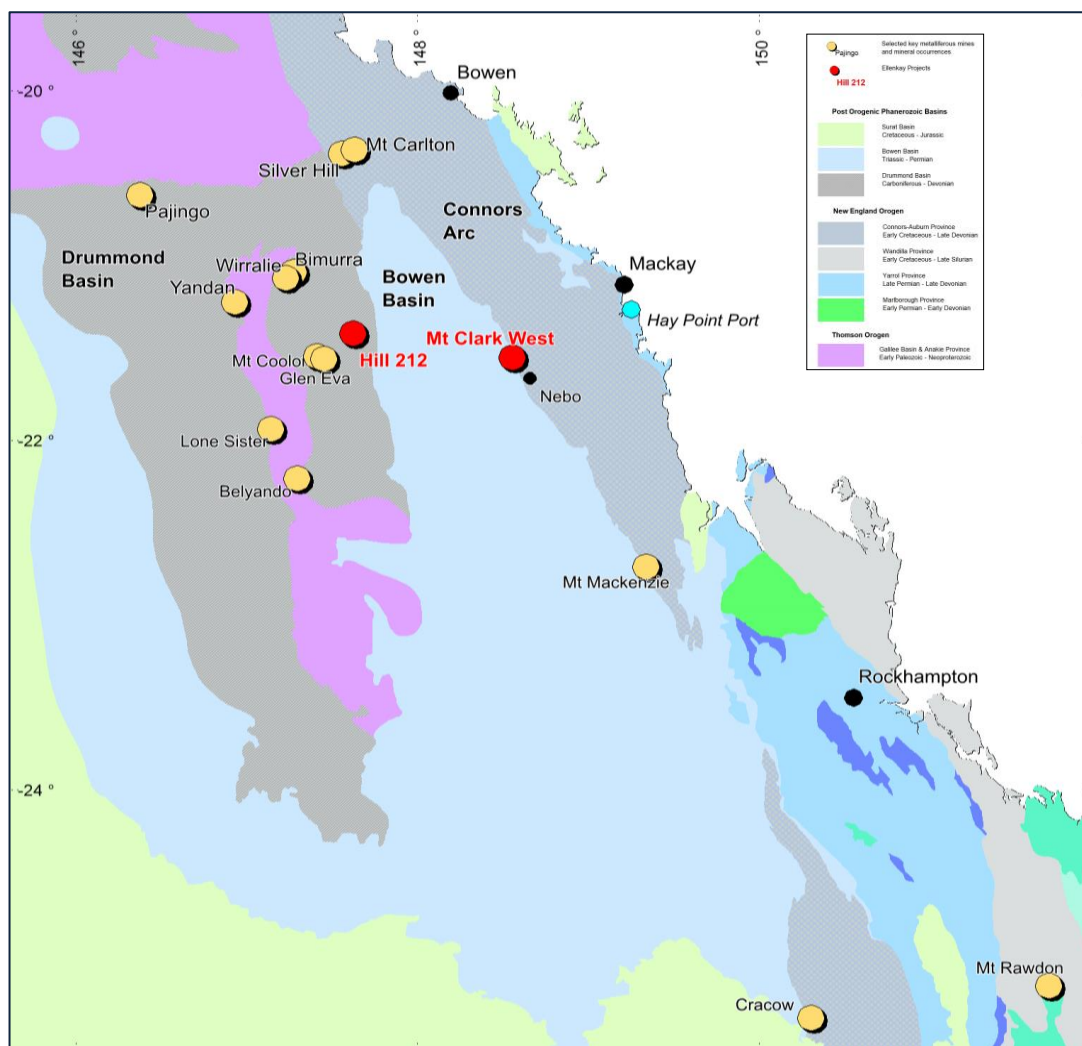 146 °
148 °
150 °
-20 °
-22 °
-24 °
Bowen
Mt Carlton
Silver Hill
Pajingo
Connors
Arc
Drummond
Basin
Wirralie
Bimurra
Yandan
Bowen
Basin
Mackay
Hay Point Port
Mt Clark West
Hill 212
Mt Coolon
Glen Eva
Nebo
Lone Sister
Belyando
Mt Mackenzie
Rockhampton
Mt Rawdon
Cracow
Pajingo
Selected key metalliferous mines
and mineral occurrences
Ellenkay Projects
Hill 212
Post Orogenic Phanerozoic Basins
Surat Basin
Cretaceous - Jurassic
Bowen Basin
Triassic - Permian
Drummond Basin
Carboniferous - Devonian
New England Orogen
Connors-Auburn Province
Early Cretaceous - Late Devonian
Wandilla Province
Early Cretaceous - Late Silurian
Yarrol Province
Late Permian - Late Devonian
Marlborough Province
Early Permian - Early Devonian
Thomson Orogen
Galilee Basin & Anakie Province
Early Paleozoic - Neoproterozoic